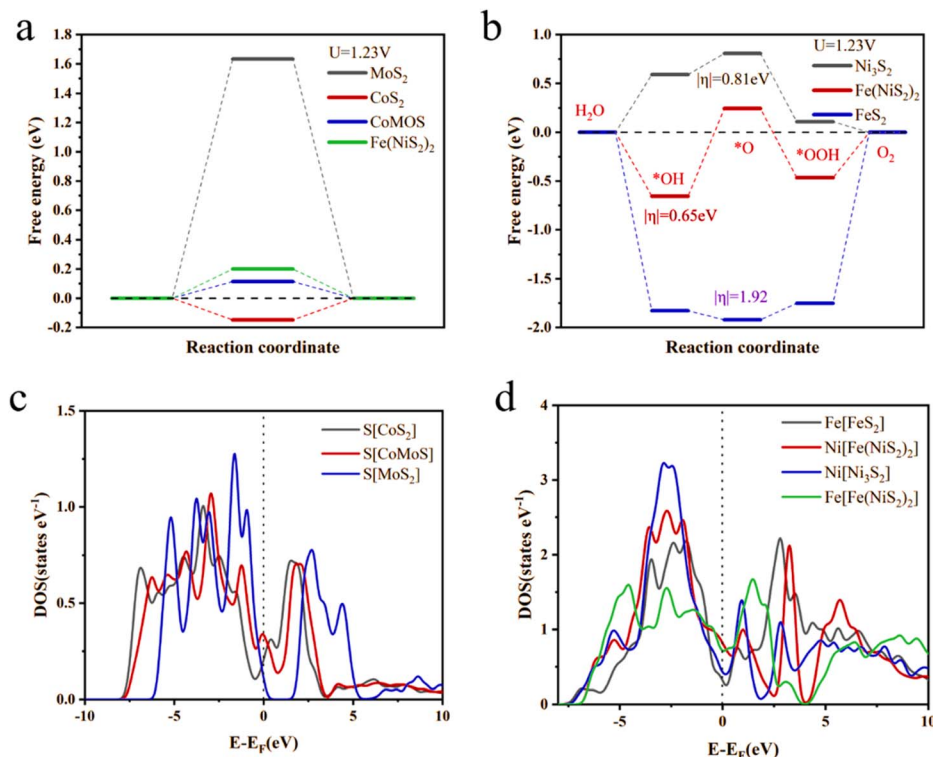 a
1.8
1.6
1.4
1.2
1.0
0.8
0.6
0.4
0.2
0.0
-0.2
Free energy (eV)
Reaction coordinate
U=1.23V
MoS₂
CoS₂
CoMOS
Fe(NiS₂)₂
b
1.0
0.5
0.0
-0.5
-1.0
-1.5
-2.0
Free energy (eV)
Reaction coordinate
U=1.23V
Ni₃S₂
Fe(NiS₂)₂
FeS₂
|η|=0.81eV
H₂O
*OH
*O
*OOH
O₂
|η|=0.65eV
|η|=1.92
c
1.5
1.0
0.5
0.0
DOS(states eV⁻¹)
-10 -5 0 5 10
E-E_F(eV)
S[CoS₂]
S[CoMoS]
S[MoS₂]
d
4
3
2
1
0
DOS(states eV⁻¹)
-5 0 5 10
E-E_F(eV)
Fe[FeS₂]
Ni[Fe(NiS₂)₂]
Ni[Ni₃S₂]
Fe[Fe(NiS₂)₂]